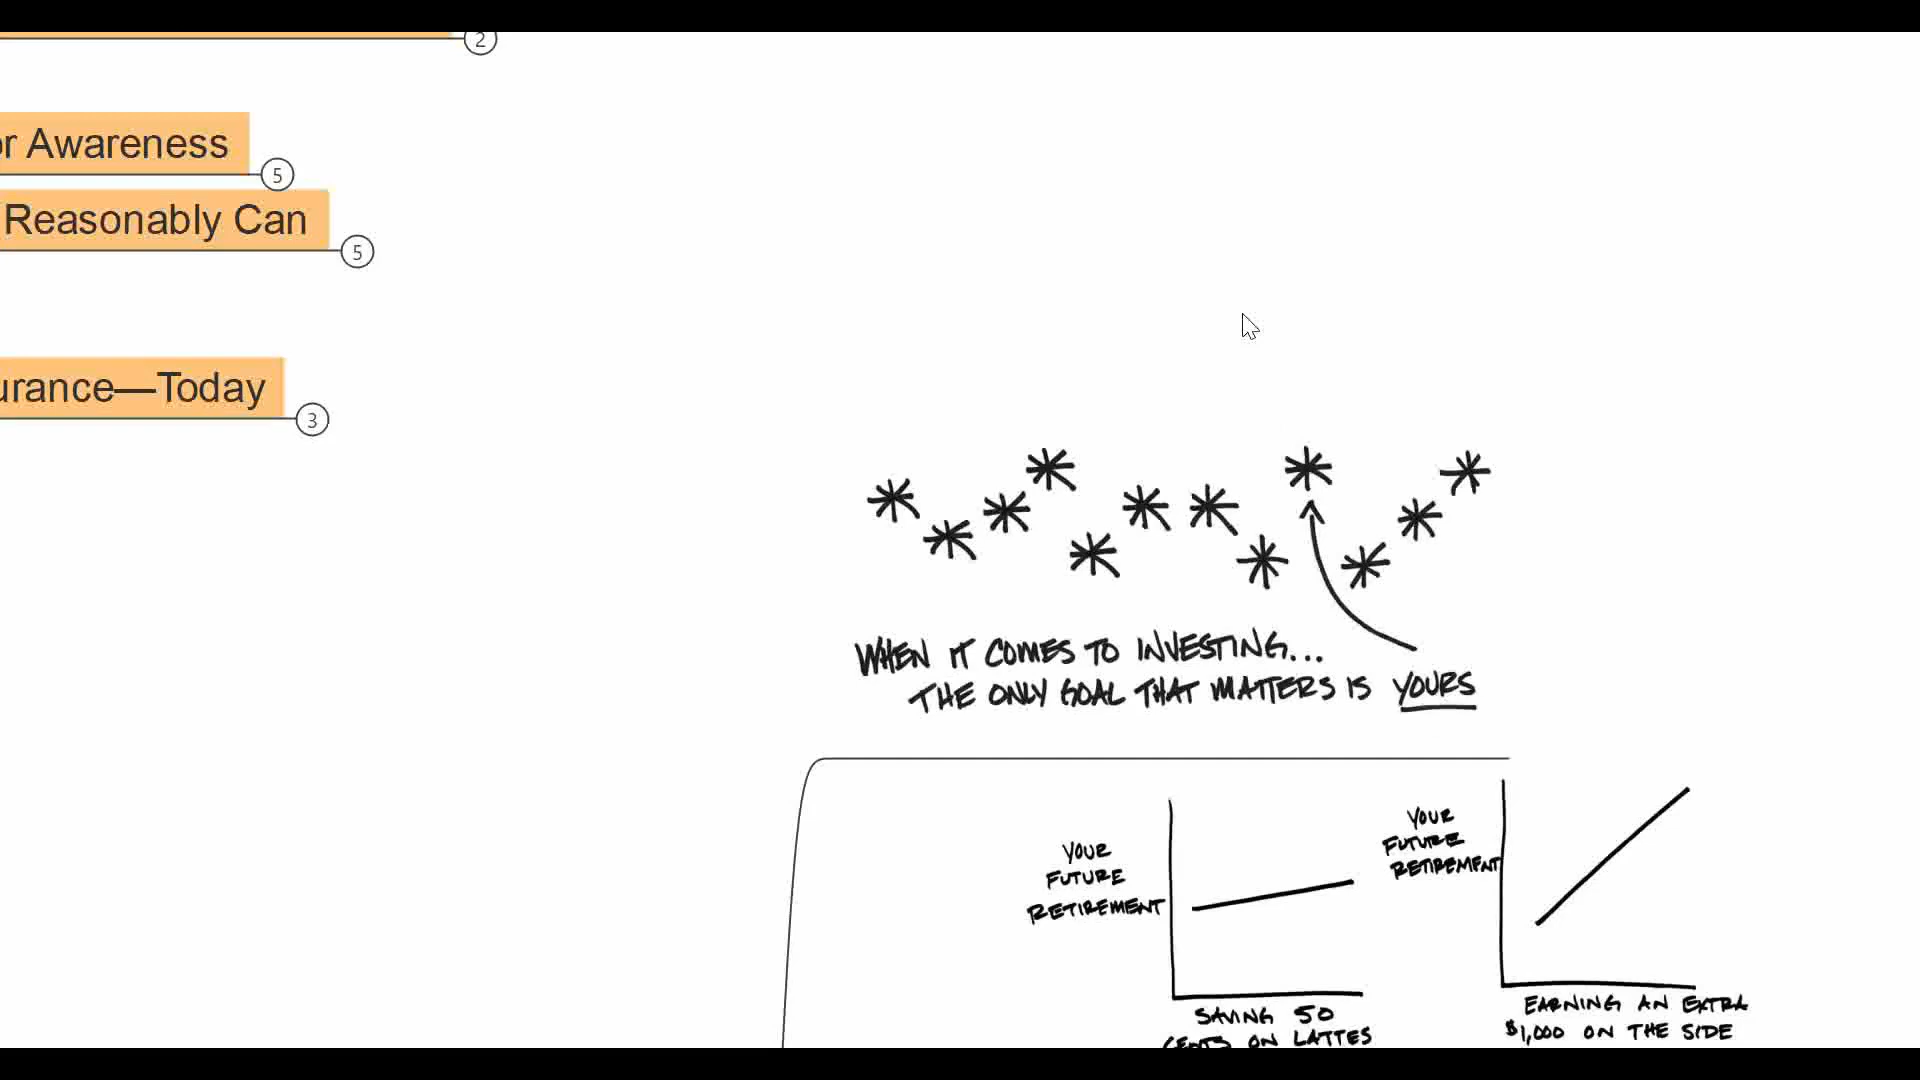 2
or Awareness
5
Reasonably Can
5
urance—Today
3
WHEN IT COMES TO INVESTING...
THE ONLY GOAL THAT MATTERS IS YOURS
YOUR
FUTURE
RETIREMENT
SAVING 50
CENTS ON LATTES
YOUR
FUTURE
RETIREMENT
EARNING AN EXTRA
$1,000 ON THE SIDE